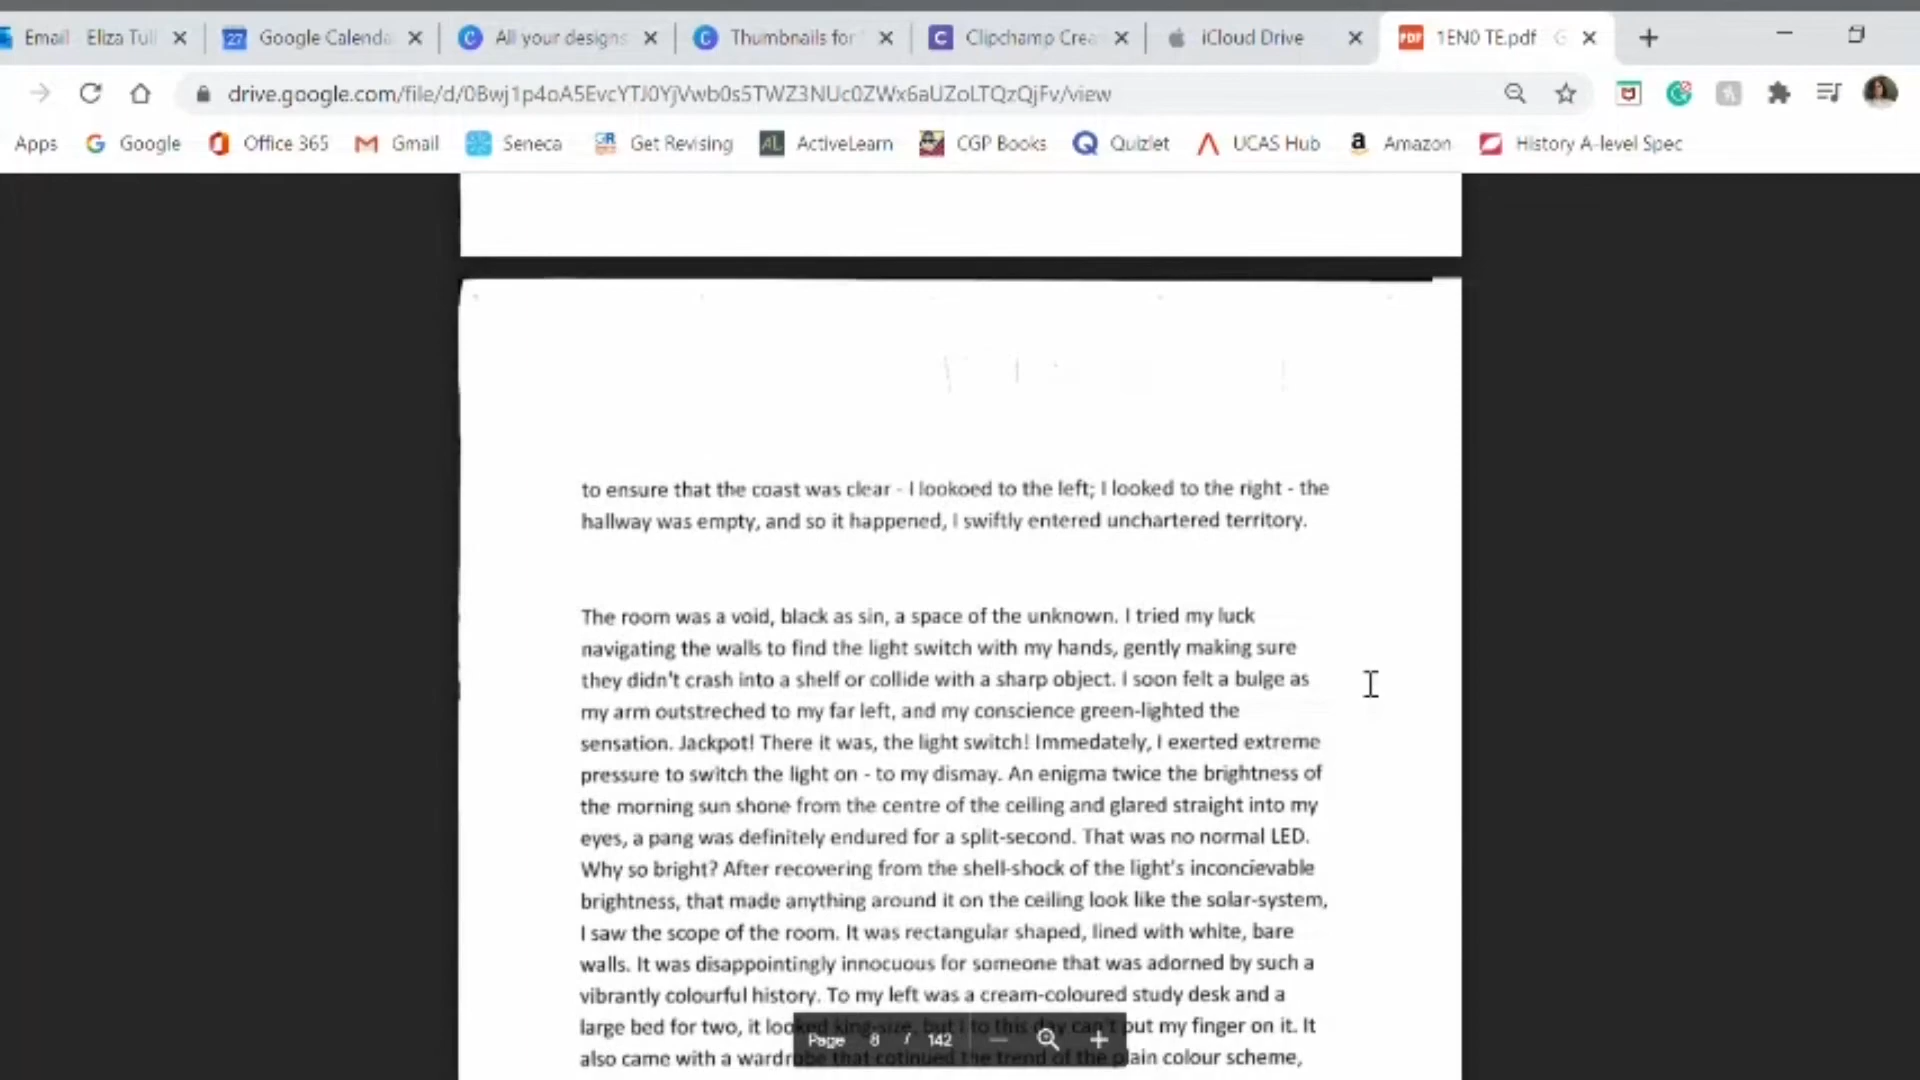 Email Eliza Tull
27 Google Calenda
All your designs
Thumbnails for
Clipchamp Crea
iCloud Drive
PDF 1EN0 TE.pdf G
drive.google.com/file/d/0Bwj1p4oA5EvcYTJ0YjVwb0s5TWZ3NUc0ZWx6aUZoLTQzQjFv/view
Apps Google Office 365 Gmail Seneca Get Revising ActiveLearn CGP Books Quizlet UCAS Hub Amazon History A-level Spec
to ensure that the coast was clear - I lookoed to the left; I looked to the right - the
hallway was empty, and so it happened, I swiftly entered unchartered territory.
The room was a void, black as sin, a space of the unknown. I tried my luck
navigating the walls to find the light switch with my hands, gently making sure
they didn't crash into a shelf or collide with a sharp object. I soon felt a bulge as
my arm outstreched to my far left, and my conscience green-lighted the
sensation. Jackpot! There it was, the light switch! Immedately, I exerted extreme
pressure to switch the light on - to my dismay. An enigma twice the brightness of
the morning sun shone from the centre of the ceiling and glared straight into my
eyes, a pang was definitely endured for a split-second. That was no normal LED.
Why so bright? After recovering from the shell-shock of the light's inconcievable
brightness, that made anything around it on the ceiling look like the solar-system,
I saw the scope of the room. It was rectangular shaped, lined with white, bare
walls. It was disappointingly innocuous for someone that was adorned by such a
vibrantly colourful history. To my left was a cream-coloured study desk and a
large bed for two, it looked king-size, but I to this day can't put my finger on it. It
also came with a wardrobe that cotinued the trend of the plain colour scheme,
Page 8 / 142